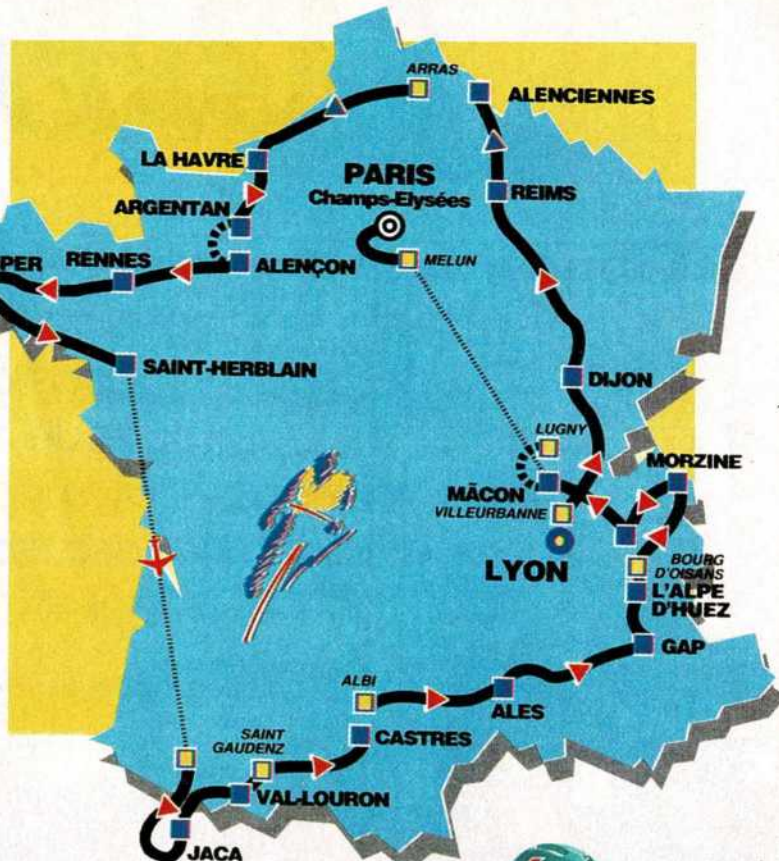 ARRAS
ALENCIENNES
LA HAVRE
PARIS
Champs-Elysées
REIMS
ARGENTAN
PER
RENNES
ALENÇON
MELUN
SAINT-HERBLAIN
DIJON
LUGNY
MORZINE
MÂCON
VILLEURBANNE
LYON
BOURG
D'OISANS
L'ALPE
D'HUEZ
GAP
ALBI
ALES
SAINT
GAUDENZ
CASTRES
VAL-LOURON
JACA